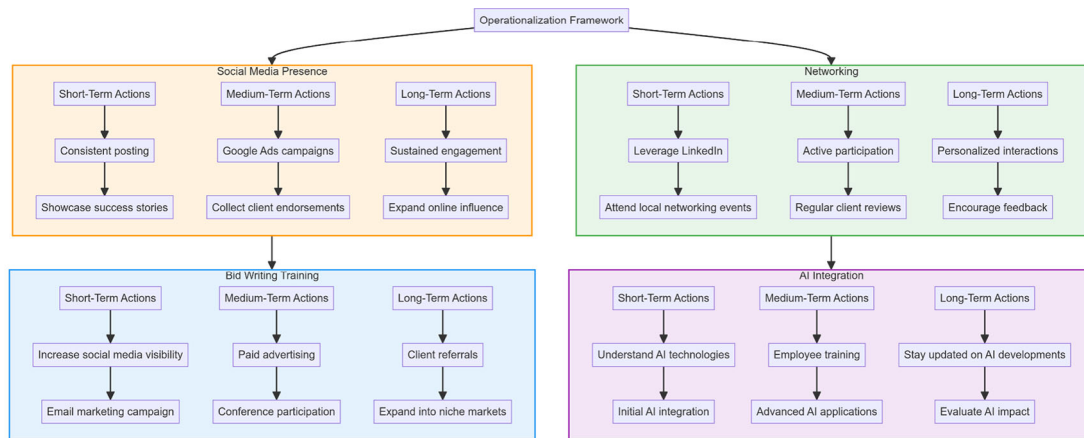 Operationalization Framework
Social Media Presence
Short-Term Actions
Consistent posting
Showcase success stories
Medium-Term Actions
Google Ads campaigns
Collect client endorsements
Long-Term Actions
Sustained engagement
Expand online influence
Networking
Short-Term Actions
Leverage LinkedIn
Attend local networking events
Medium-Term Actions
Active participation
Regular client reviews
Long-Term Actions
Personalized interactions
Encourage feedback
Bid Writing Training
Short-Term Actions
Increase social media visibility
Email marketing campaign
Medium-Term Actions
Paid advertising
Conference participation
Long-Term Actions
Client referrals
Expand into niche markets
AI Integration
Short-Term Actions
Understand AI technologies
Initial AI integration
Medium-Term Actions
Employee training
Advanced AI applications
Long-Term Actions
Stay updated on AI developments
Evaluate AI impact